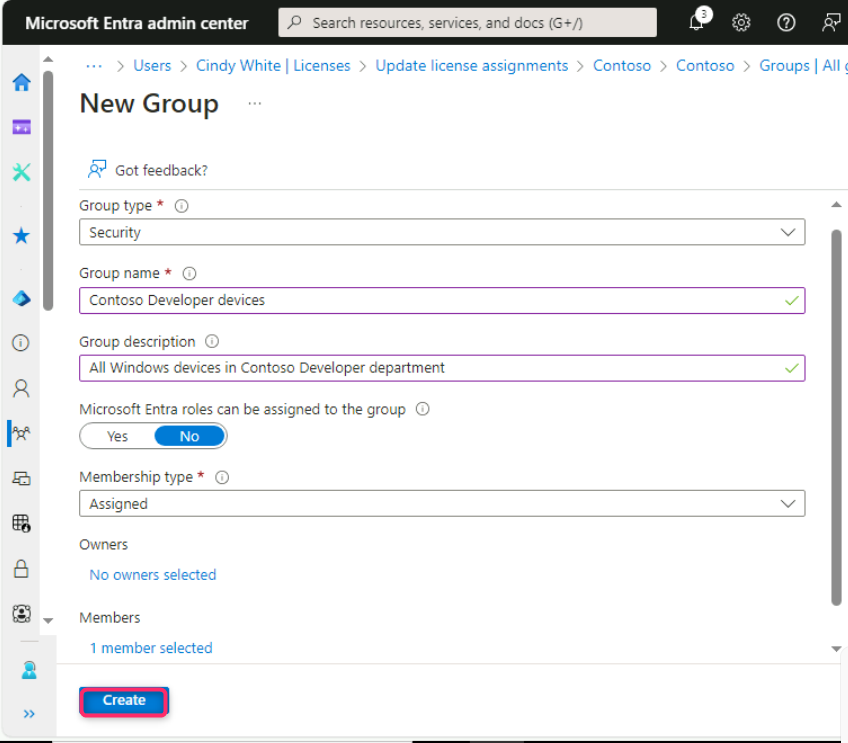 Microsoft Entra admin center
Search resources, services, and docs (G+/)
3
... > Users > Cindy White | Licenses > Update license assignments > Contoso > Contoso > Groups | All
New Group ...
Got feedback?
Group type *
Security
Group name *
Contoso Developer devices
Group description
All Windows devices in Contoso Developer department
Microsoft Entra roles can be assigned to the group
Yes No
Membership type *
Assigned
Owners
No owners selected
Members
1 member selected
Create